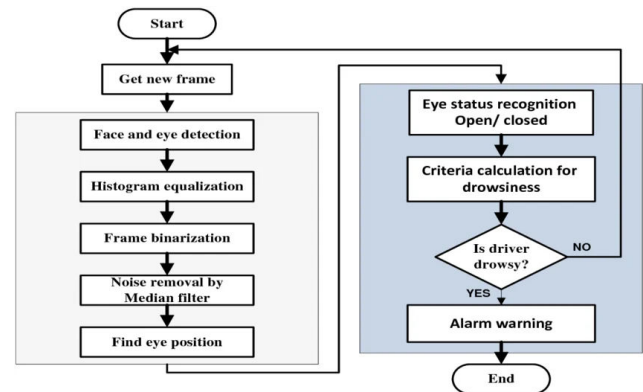 Start
Get new frame
Face and eye detection
Histogram equalization
Frame binarization
Noise removal by
Median filter
Find eye position
Eye status recognition
Open/ closed
Criteria calculation for
drowsiness
Is driver
drowsy?
NO
YES
Alarm warning
End